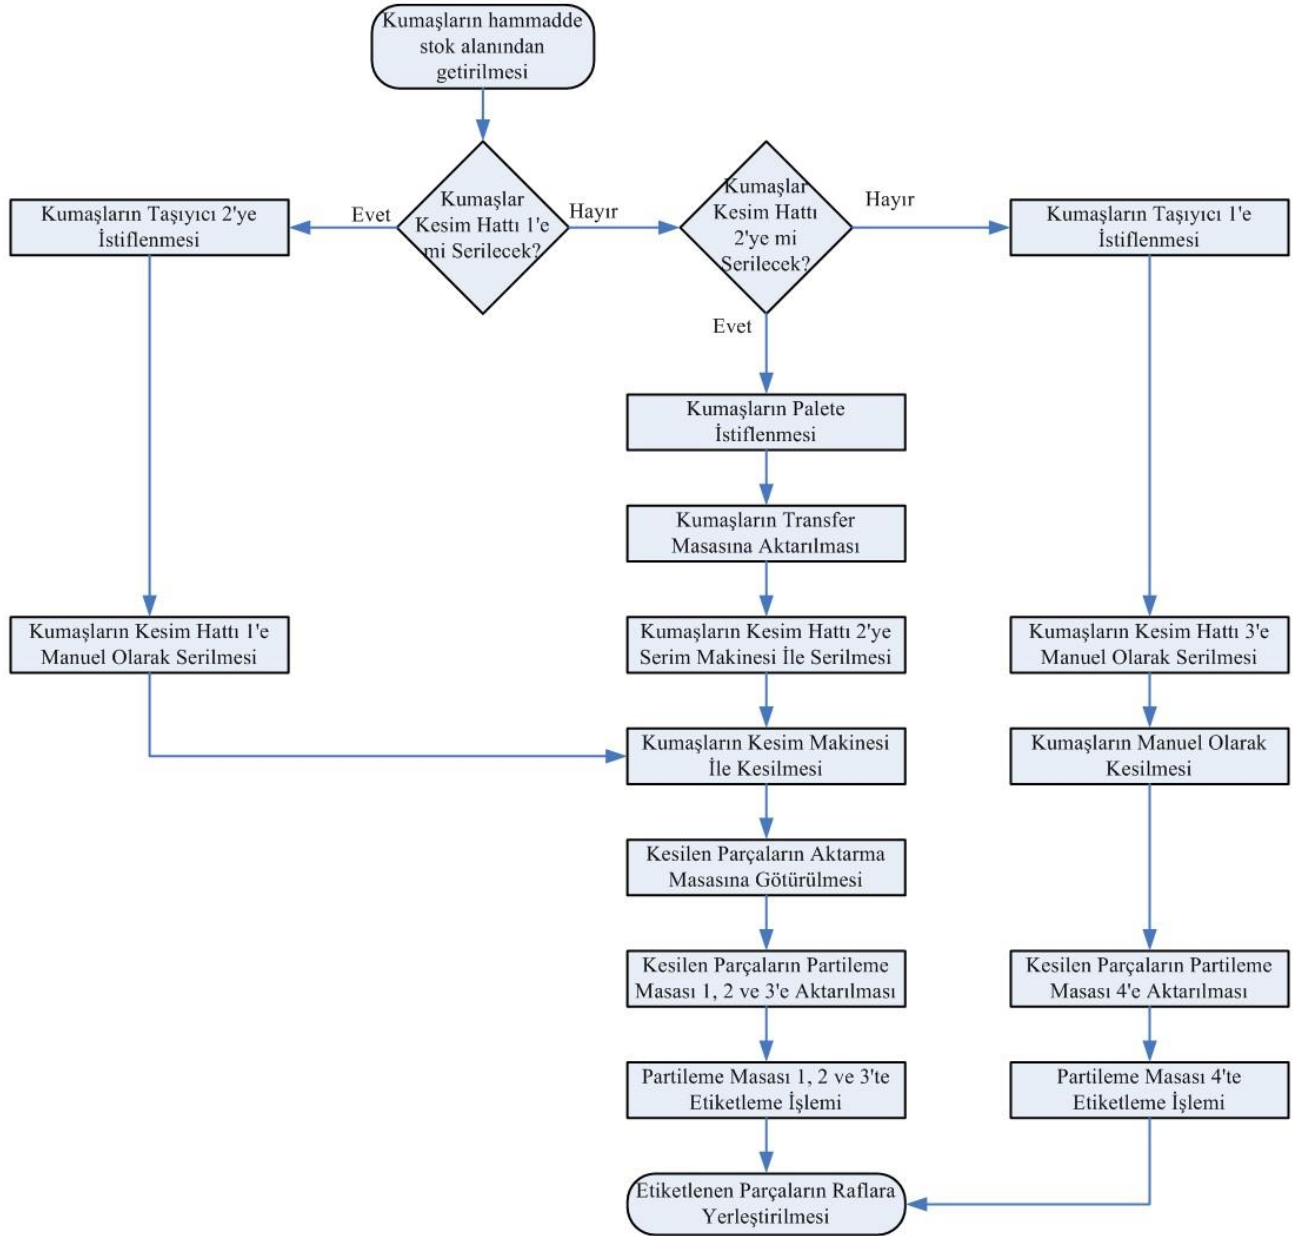 Kumaşların hammadde
stok alanından
getirilmesi
Kumaşlar
Kesim Hattı 1'e
mi Serilecek?
Evet
Hayır
Kumaşların Taşıyıcı 2'ye
İstiflenmesi
Kumaşlar
Kesim Hattı
2'ye mi
Serilecek?
Hayır
Evet
Kumaşların Taşıyıcı 1'e
İstiflenmesi
Kumaşların Palete
İstiflenmesi
Kumaşların Transfer
Masasına Aktarılması
Kumaşların Kesim Hattı 1'e
Manuel Olarak Serilmesi
Kumaşların Kesim Hattı 2'ye
Serim Makinesi İle Serilmesi
Kumaşların Kesim Hattı 3'e
Manuel Olarak Serilmesi
Kumaşların Kesim Makinesi
İle Kesilmesi
Kumaşların Manuel Olarak
Kesilmesi
Kesilen Parçaların Aktarma
Masasına Götürülmesi
Kesilen Parçaların Partileme
Masası 1, 2 ve 3'e Aktarılması
Kesilen Parçaların Partileme
Masası 4'e Aktarılması
Partileme Masası 1, 2 ve 3'te
Etiketleme İşlemi
Partileme Masası 4'te
Etiketleme İşlemi
Etiketlenen Parçaların Raflara
Yerleştirilmesi